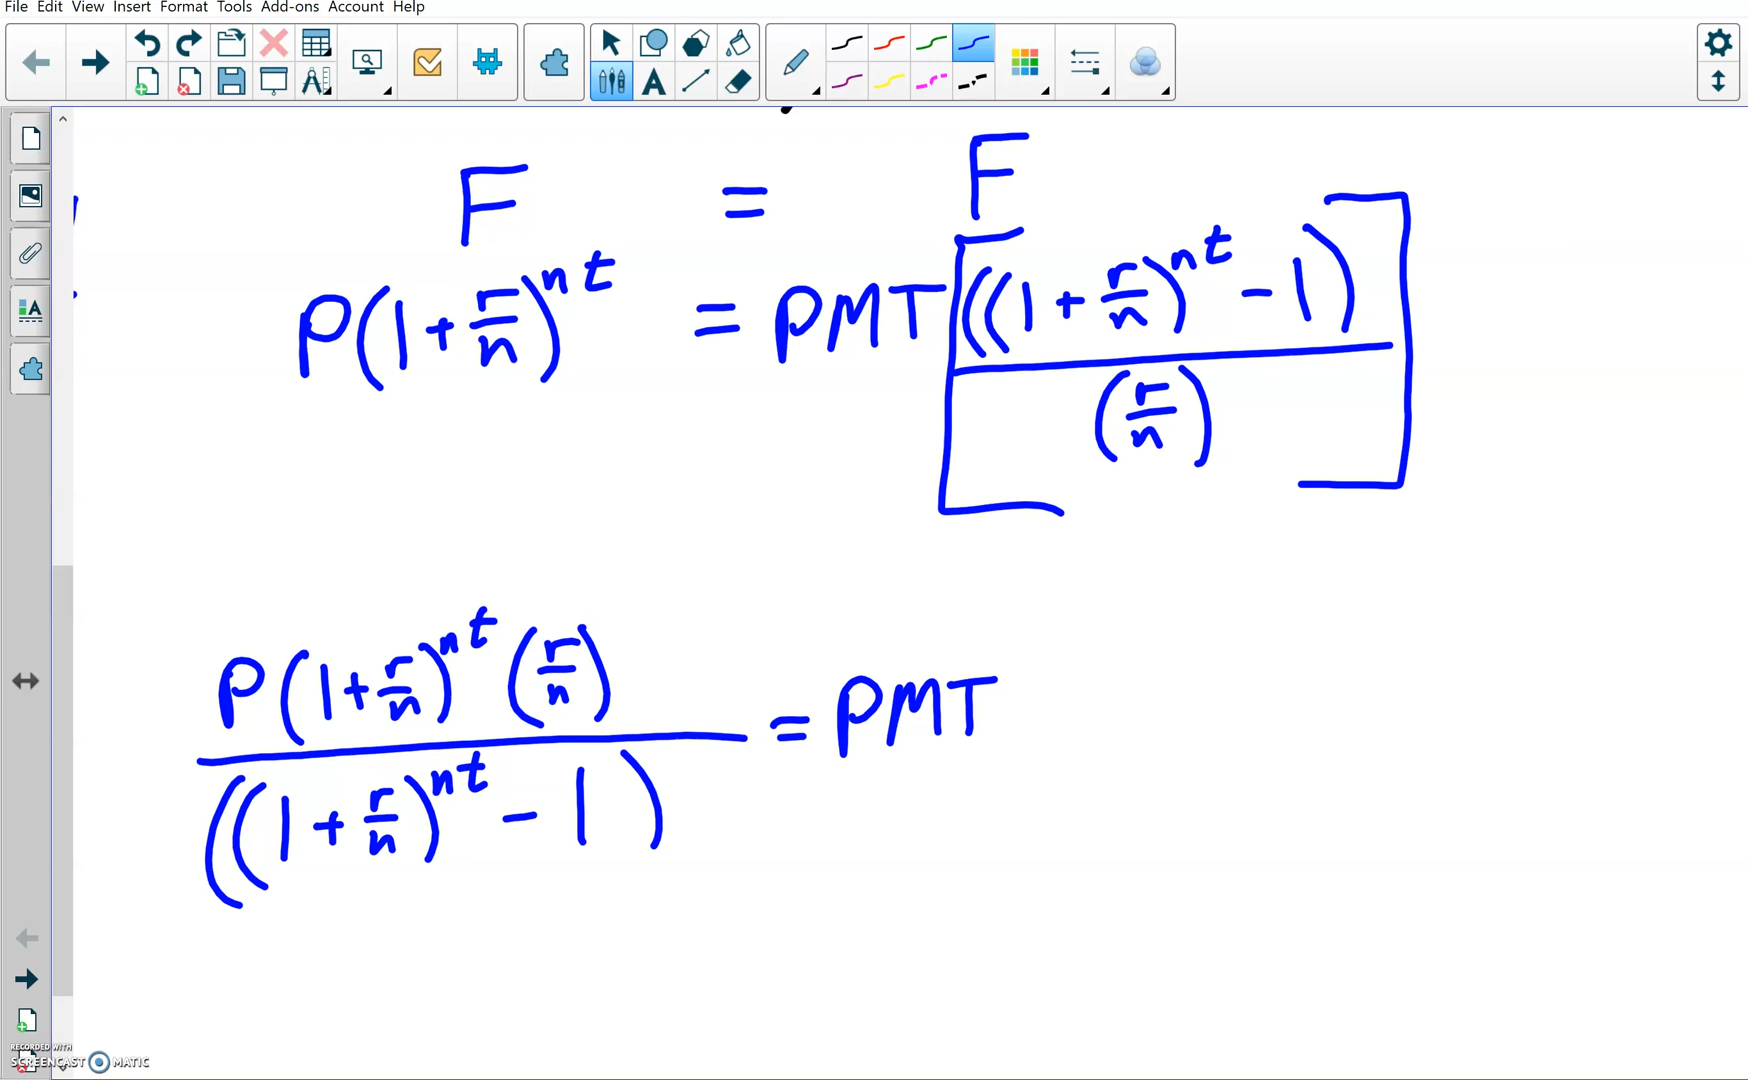 File Edit View Insert Format Tools Add-ons Account Help
F = F
P(1+r/n)^nt = PMT[((1+r/n)^nt - 1)/(r/n)]
P(1+r/n)^nt (r/n)/((1+r/n)^nt - 1) = PMT
RECORDED WITH
SCREENCAST MATIC